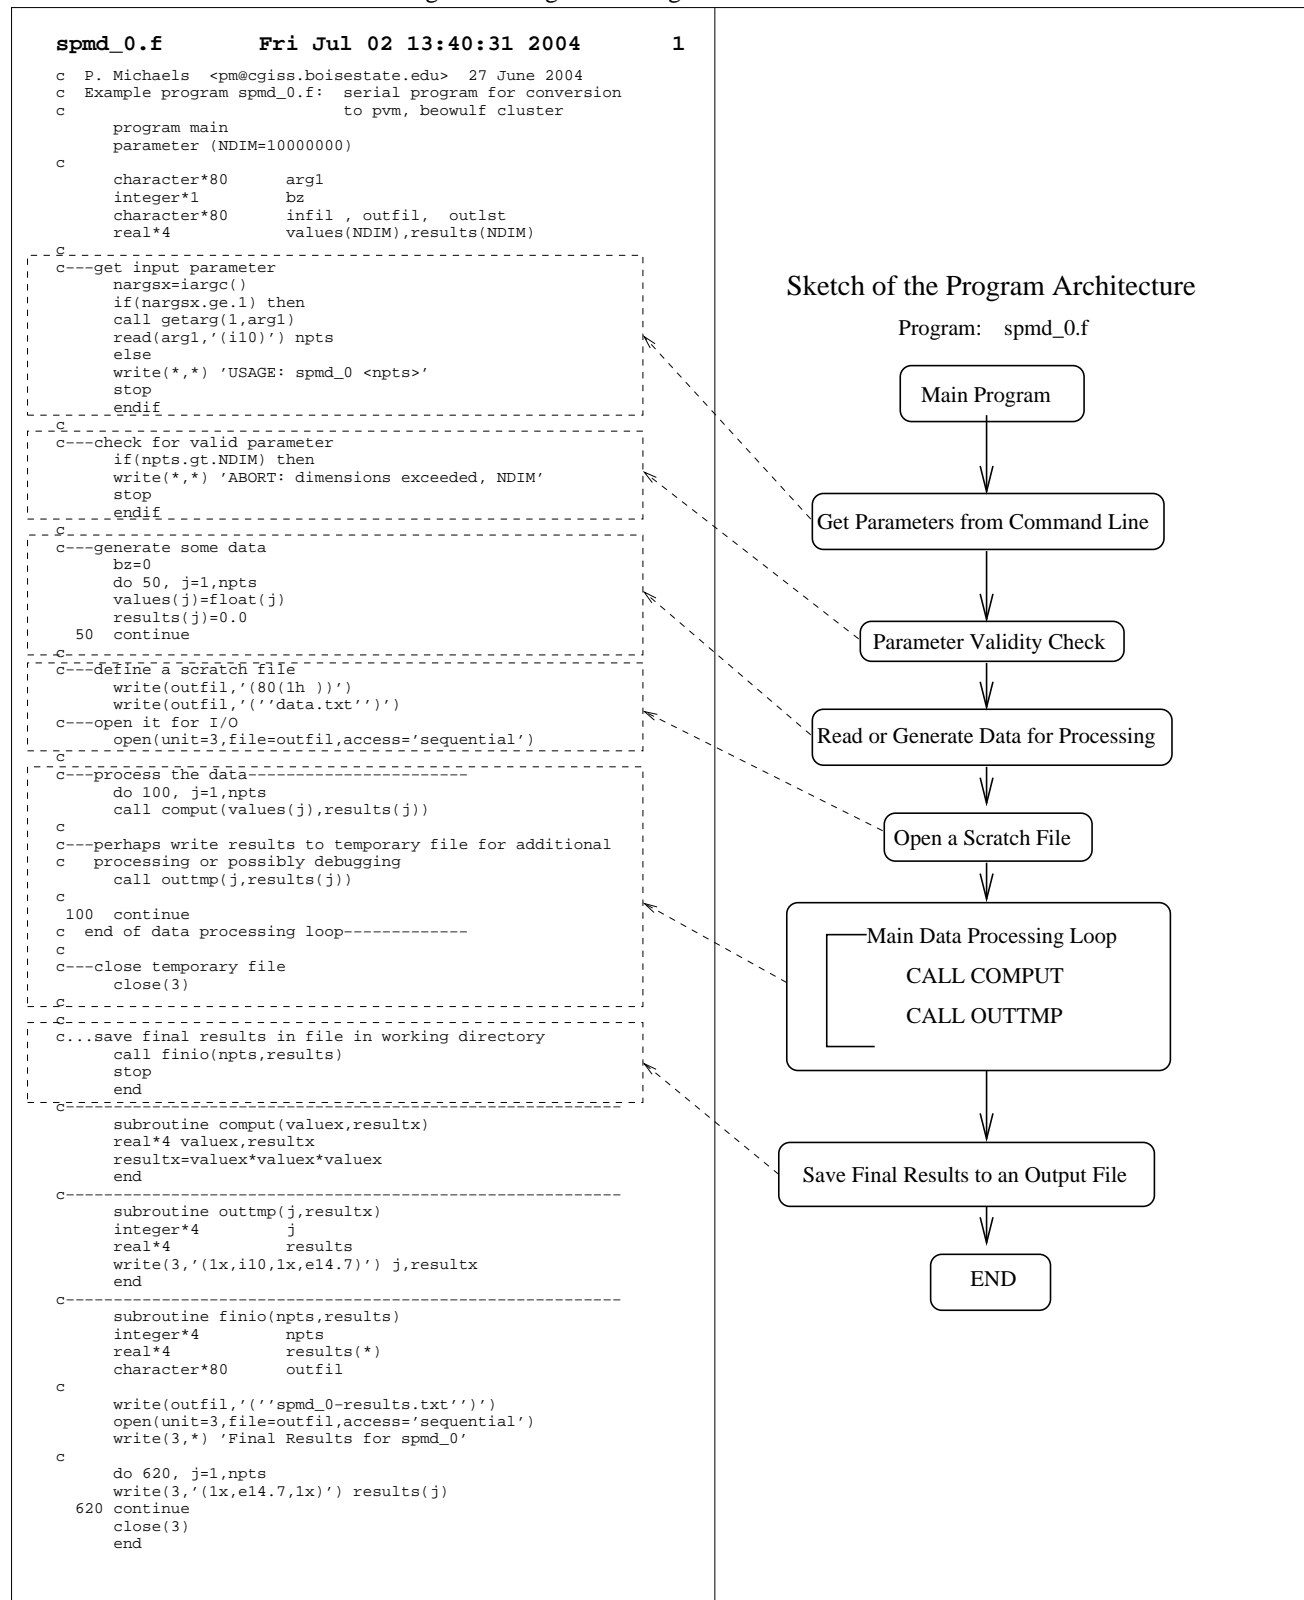 spmd_0.f Fri Jul 02 13:40:31 2004 1
c  P. Michaels  <pm@cgiss.boisestate.edu>  27 June 2004
c  Example program spmd_0.f:  serial program for conversion
c                              to pvm, beowulf cluster
      program main
      parameter (NDIM=10000000)
c
      character*80      arg1
      integer*1         bz
      character*80      infil , outfil,  outlst
      real*4            values(NDIM),results(NDIM)
c
c---get input parameter
      nargsx=iargc()
      if(nargsx.ge.1) then
      call getarg(1,arg1)
      read(arg1,'(i10)') npts
      else
      write(*,*) 'USAGE: spmd_0 <npts>'
      stop
      endif
c
c---check for valid parameter
      if(npts.gt.NDIM) then
      write(*,*) 'ABORT: dimensions exceeded, NDIM'
      stop
      endif
c
c---generate some data
      bz=0
      do 50, j=1,npts
      values(j)=float(j)
      results(j)=0.0
  50  continue
c
c---define a scratch file
      write(outfil,'(80(1h ))')
      write(outfil,'(''data.txt'')')
c---open it for I/O
      open(unit=3,file=outfil,access='sequential')
c
c---process the data-----------------------
      do 100, j=1,npts
      call comput(values(j),results(j))
c
c---perhaps write results to temporary file for additional
c   processing or possibly debugging
      call outtmp(j,results(j))
c
 100  continue
c  end of data processing loop-------------
c
c---close temporary file
      close(3)
c
c
c...save final results in file in working directory
      call finio(npts,results)
      stop
      end
c----------------------------------------------------------
      subroutine comput(valuex,resultx)
      real*4 valuex,resultx
      resultx=valuex*valuex*valuex
      end
c----------------------------------------------------------
      subroutine outtmp(j,resultx)
      integer*4         j
      real*4            results
      write(3,'(1x,i10,1x,e14.7)') j,resultx
      end
c----------------------------------------------------------
      subroutine finio(npts,results)
      integer*4         npts
      real*4            results(*)
      character*80      outfil
c
      write(outfil,'(''spmd_0-results.txt'')')
      open(unit=3,file=outfil,access='sequential')
      write(3,*) 'Final Results for spmd_0'
c
      do 620, j=1,npts
      write(3,'(1x,e14.7,1x)') results(j)
  620 continue
      close(3)
      end
Sketch of the Program Architecture
Program: spmd_0.f
Main Program
Get Parameters from Command Line
Parameter Validity Check
Read or Generate Data for Processing
Open a Scratch File
Main Data Processing Loop
CALL COMPUT
CALL OUTTMP
Save Final Results to an Output File
END